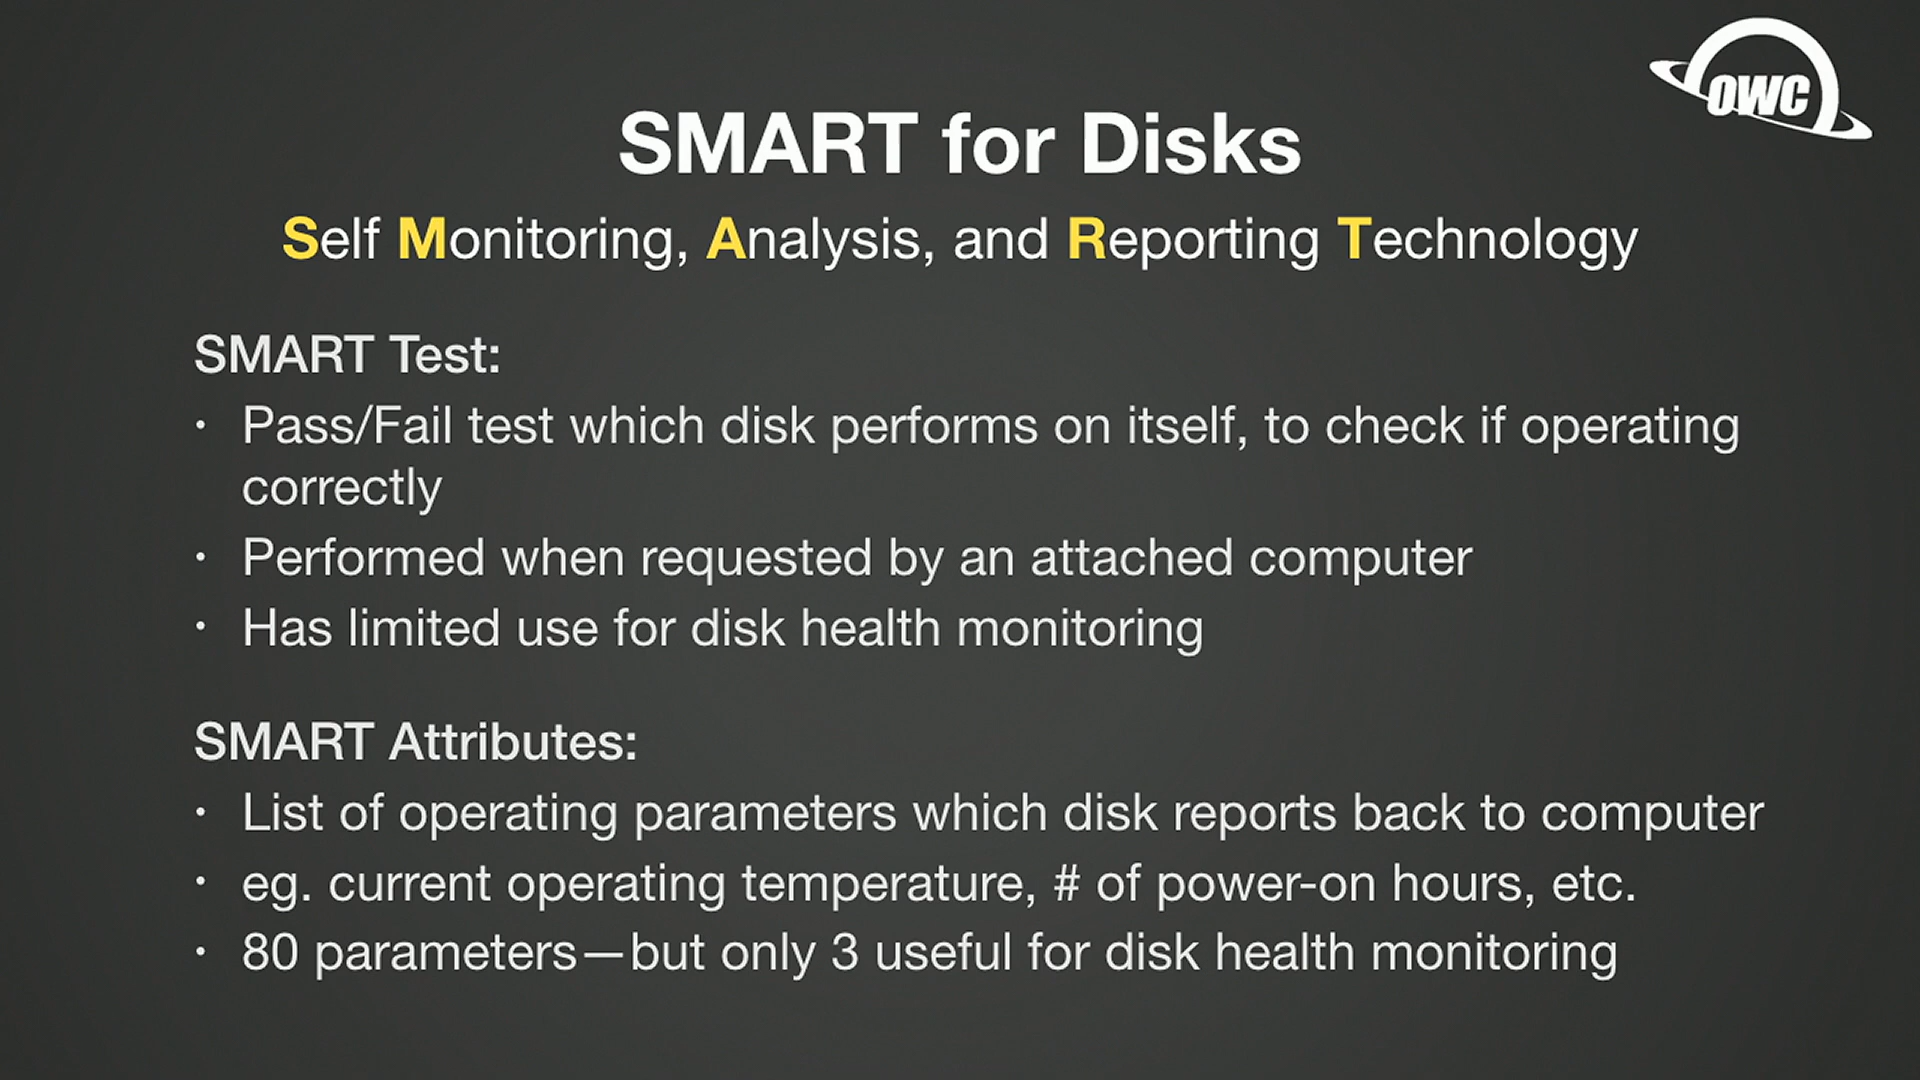 OWC
SMART for Disks
Self Monitoring, Analysis, and Reporting Technology
SMART Test:
• Pass/Fail test which disk performs on itself, to check if operating
correctly
• Performed when requested by an attached computer
• Has limited use for disk health monitoring
SMART Attributes:
• List of operating parameters which disk reports back to computer
• eg. current operating temperature, # of power-on hours, etc.
• 80 parameters—but only 3 useful for disk health monitoring